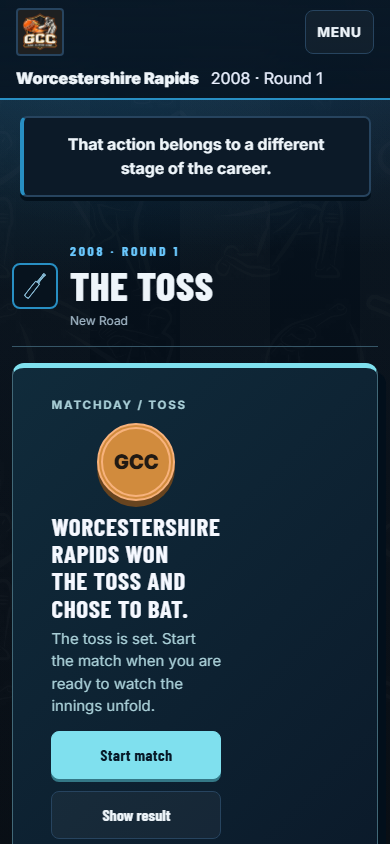 GCC
MENU
Worcestershire Rapids 2008 · Round 1
That action belongs to a different
stage of the career.
2008 · ROUND 1
THE TOSS
New Road
MATCHDAY / TOSS
GCC
WORCESTERSHIRE
RAPIDS WON
THE TOSS AND
CHOSE TO BAT.
The toss is set. Start
the match when you are
ready to watch the
innings unfold.
Start match
Show result